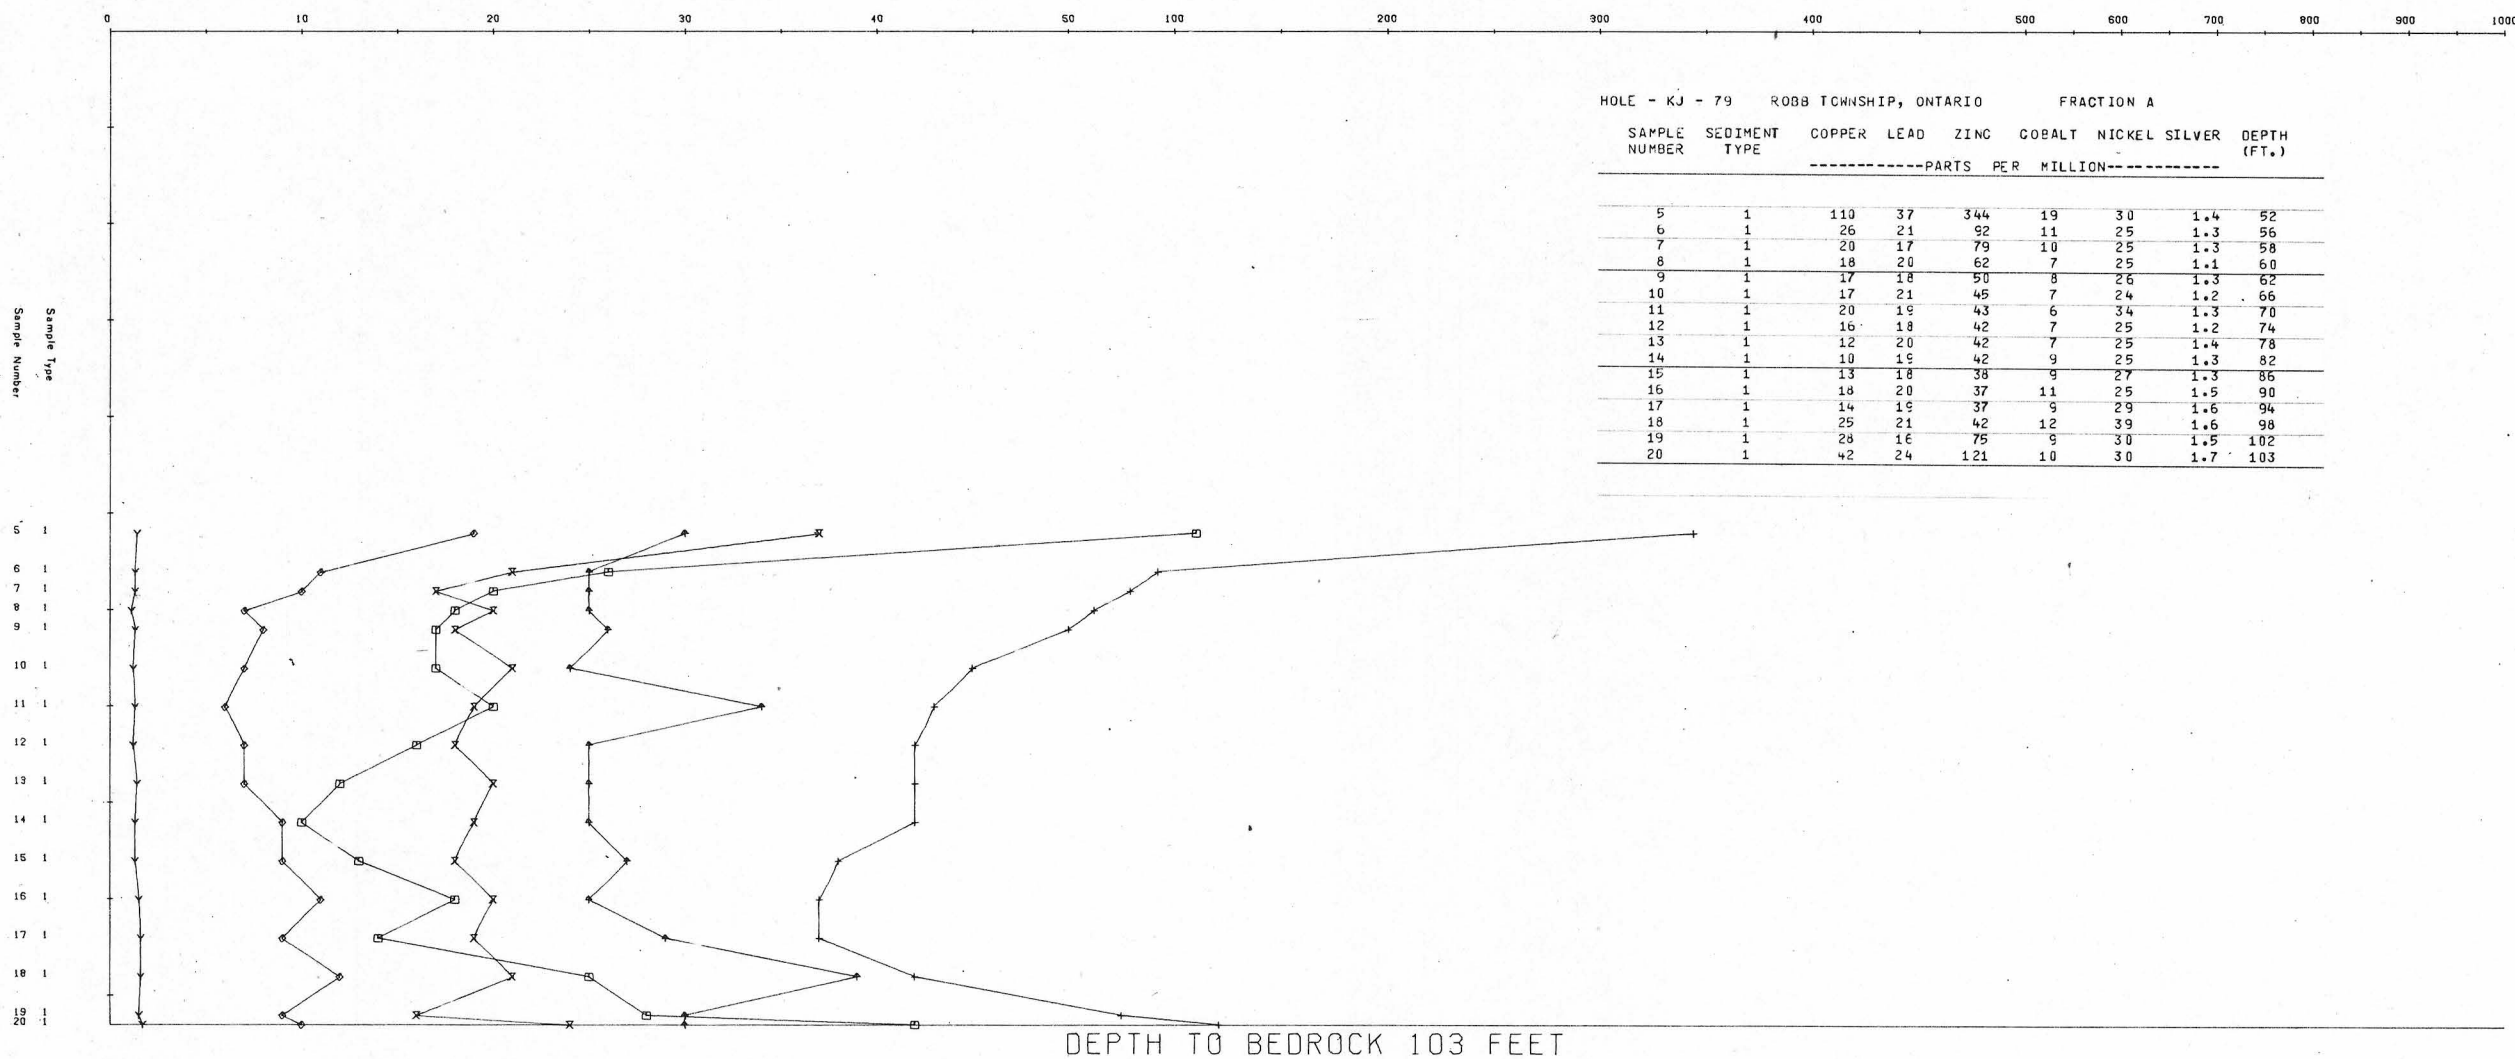 0 10 20 30 40 50 100 200 300 400 500 600 700 800 900 1000
HOLE - KJ - 79 ROBB TOWNSHIP, ONTARIO FRACTION A
SAMPLE SEDIMENT COPPER LEAD ZINC COBALT NICKEL SILVER DEPTH
NUMBER TYPE (FT.)
------------PARTS PER MILLION------------
5 1 110 37 344 19 30 1.4 52
6 1 26 21 92 11 25 1.3 56
7 1 20 17 79 10 25 1.3 58
8 1 18 20 62 7 25 1.1 60
9 1 17 18 50 8 26 1.3 62
10 1 17 21 45 7 24 1.2 66
11 1 20 19 43 6 34 1.3 70
12 1 16 18 42 7 25 1.2 74
13 1 12 20 42 7 25 1.4 78
14 1 10 19 42 9 25 1.3 82
15 1 13 18 38 9 27 1.3 86
16 1 18 20 37 11 25 1.5 90
17 1 14 19 37 9 29 1.6 94
18 1 25 21 42 12 39 1.6 98
19 1 28 16 75 9 30 1.5 102
20 1 42 24 121 10 30 1.7 103
Sample Type
Sample Number
5 1
6 1
7 1
8 1
9 1
10 1
11 1
12 1
13 1
14 1
15 1
16 1
17 1
18 1
19 1
20 1
DEPTH TO BEDROCK 103 FEET